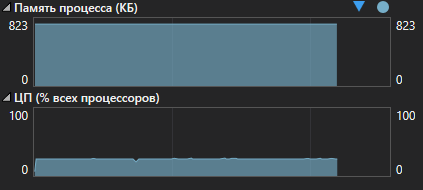 Память процесса (КБ)
823 823
0 0
ЦП (% всех процессоров)
100 100
0 0